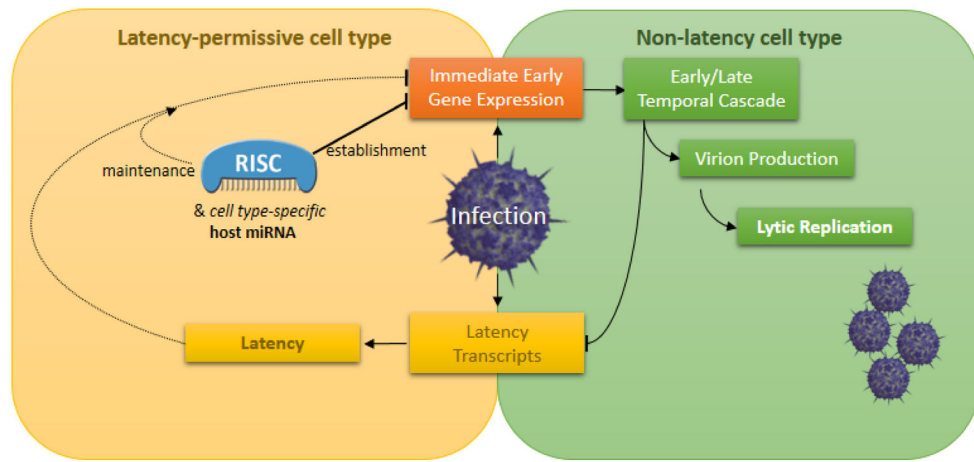 Latency-permissive cell type
Non-latency cell type
Immediate Early
Gene Expression
Early/Late
Temporal Cascade
RISC
establishment
maintenance
& cell type-specific
host miRNA
Infection
Virion Production
Lytic Replication
Latency
Latency
Transcripts